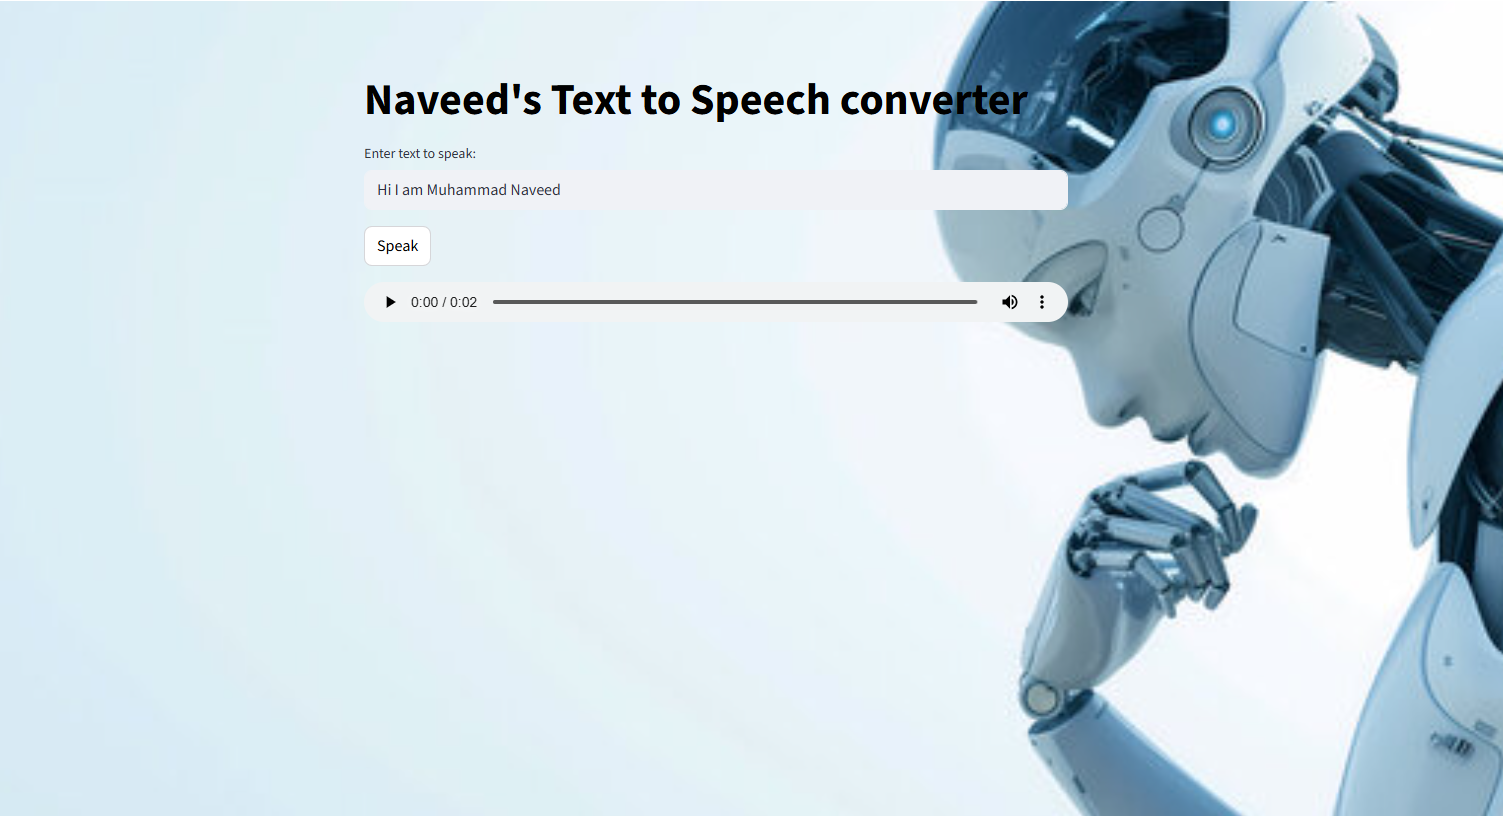 Naveed's Text to Speech converter
Enter text to speak:
Hi I am Muhammad Naveed
Speak
0:00 / 0:02